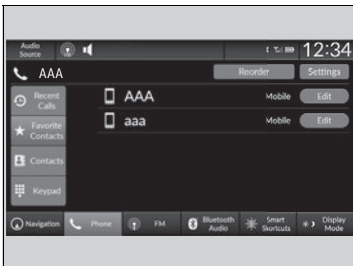 Audio
Source
12:34
AAA
Reorder
Settings
Recent
Calls
AAA
Mobile
Edit
Favorite
Contacts
aaa
Mobile
Edit
Contacts
Keypad
Navigation
Phone
FM
Bluetooth
Audio
Smart
Shortcuts
Display
Mode